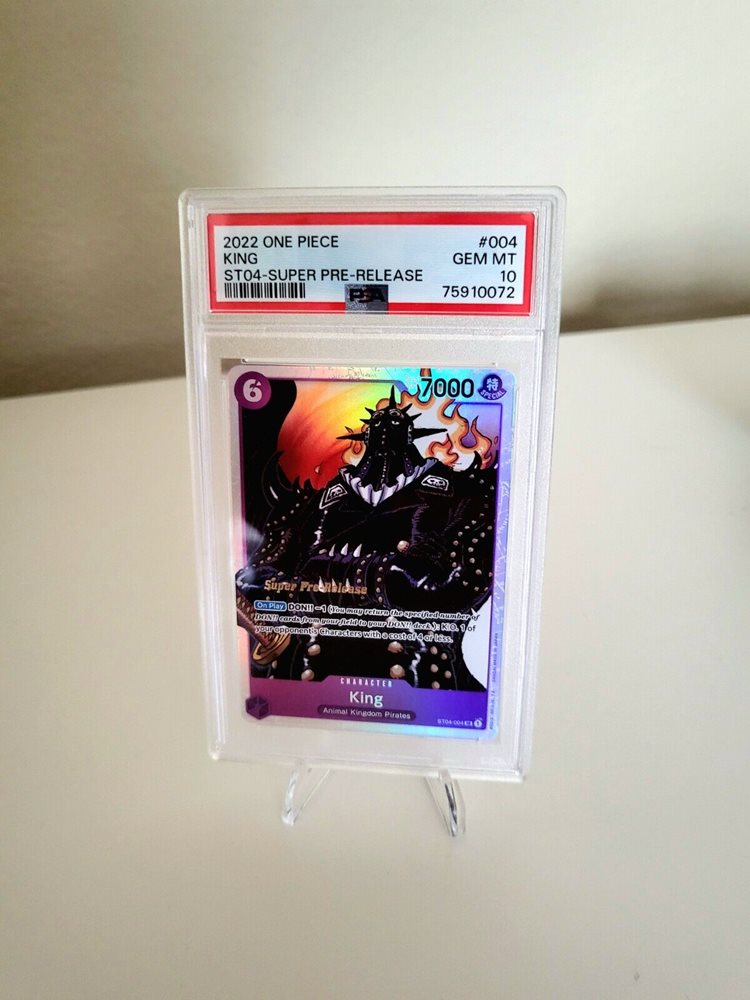 2022 ONE PIECE #004
KING GEM MT
ST04-SUPER PRE-RELEASE 10
75910072
PSA
6 7000 特
SPECIAL
Super Pre-Release
On Play DON!! −1 (You may return the specified number of
DON!! cards from your field to your DON!! deck.): K.O. 1 of
your opponent's Characters with a cost of 4 or less.
CHARACTER
King
Animal Kingdom Pirates
ST04-004 R 1